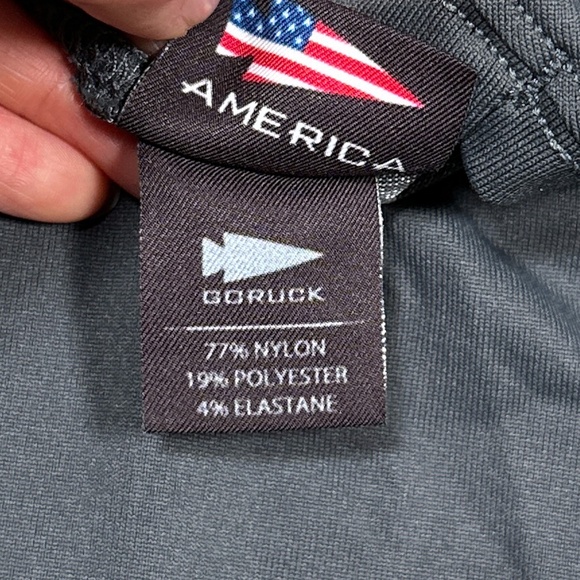 AMERICA
GORUCK
77% NYLON
19% POLYESTER
4% ELASTANE